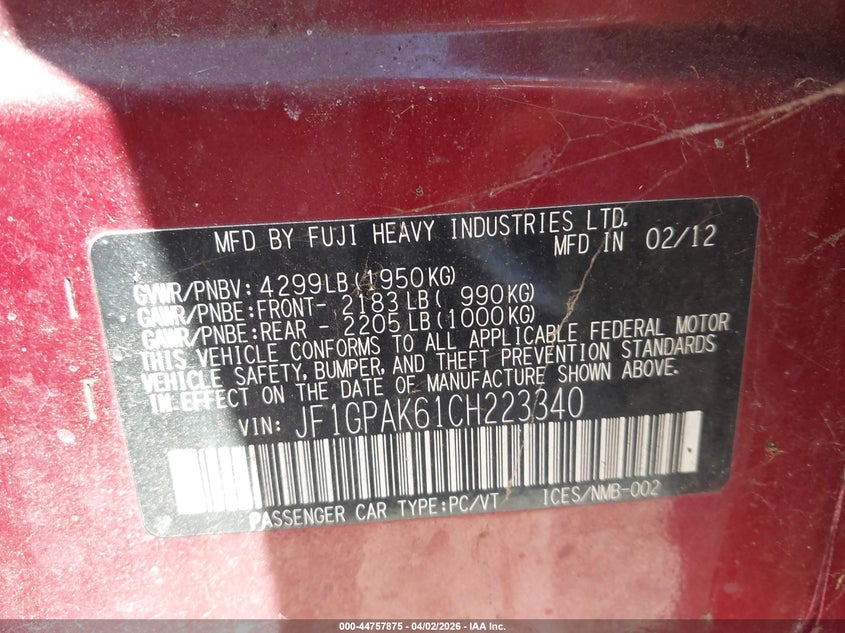 MFD BY FUJI HEAVY INDUSTRIES LTD.
MFD IN 02/12
GVWR/PNBV: 4299LB(1950KG)
GAWR/PNBE:FRONT- 2183LB( 990KG)
GAWR/PNBE:REAR - 2205LB(1000KG)
THIS VEHICLE CONFORMS TO ALL APPLICABLE FEDERAL MOTOR
VEHICLE SAFETY, BUMPER, AND THEFT PREVENTION STANDARDS
IN EFFECT ON THE DATE OF MANUFACTURE SHOWN ABOVE.
VIN: JF1GPAK61CH223340
PASSENGER CAR TYPE:PC/VT ICES/NMB-002
000-44757875 - 04/02/2026 - IAA Inc.